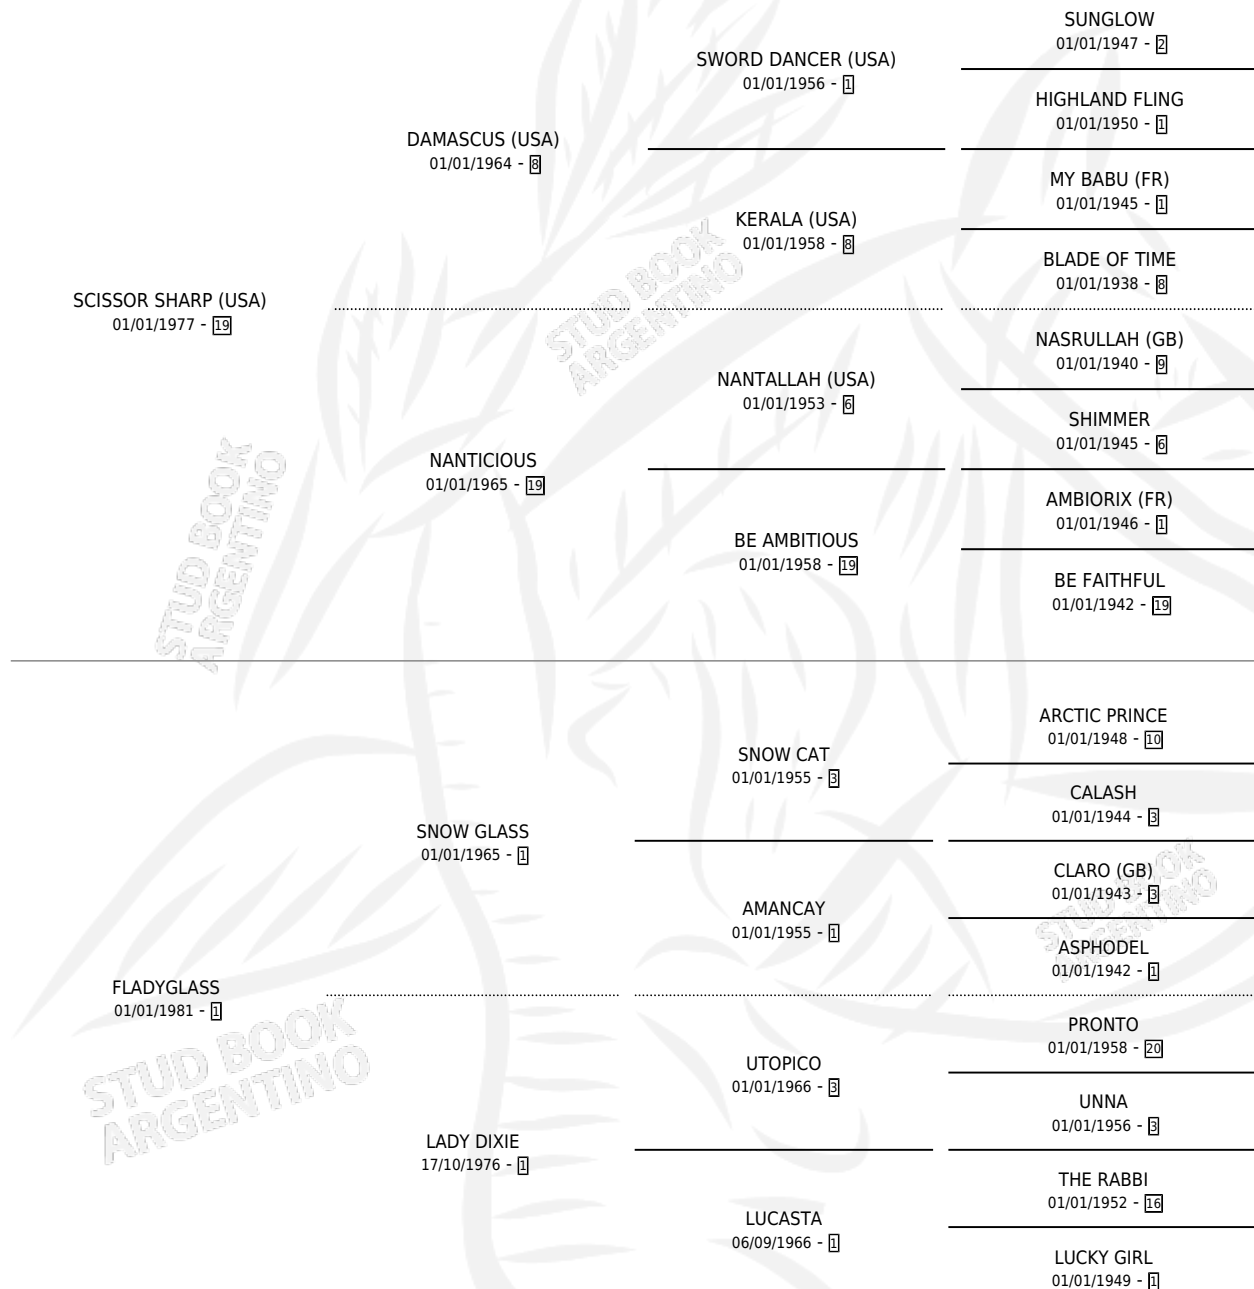 SCISSOR SHARP (USA)
01/01/1977 - 19
DAMASCUS (USA)
01/01/1964 - 8
SWORD DANCER (USA)
01/01/1956 - 1
SUNGLOW
01/01/1947 - 2
HIGHLAND FLING
01/01/1950 - 1
KERALA (USA)
01/01/1958 - 8
MY BABU (FR)
01/01/1945 - 1
BLADE OF TIME
01/01/1938 - 8
NANTICIOUS
01/01/1965 - 19
NANTALLAH (USA)
01/01/1953 - 6
NASRULLAH (GB)
01/01/1940 - 9
SHIMMER
01/01/1945 - 6
BE AMBITIOUS
01/01/1958 - 19
AMBIORIX (FR)
01/01/1946 - 1
BE FAITHFUL
01/01/1942 - 19
FLADYGLASS
01/01/1981 - 1
SNOW GLASS
01/01/1965 - 1
SNOW CAT
01/01/1955 - 3
ARCTIC PRINCE
01/01/1948 - 10
CALASH
01/01/1944 - 3
AMANCAY
01/01/1955 - 1
CLARO (GB)
01/01/1943 - 3
ASPHODEL
01/01/1942 - 1
LADY DIXIE
17/10/1976 - 1
UTOPICO
01/01/1966 - 3
PRONTO
01/01/1958 - 20
UNNA
01/01/1956 - 3
LUCASTA
06/09/1966 - 1
THE RABBI
01/01/1952 - 16
LUCKY GIRL
01/01/1949 - 1
STUD BOOK
ARGENTINO
STUD BOOK
ARGENTINO
STUD BOOK
ARGENTINO
STUD BOOK
ARGENTINO